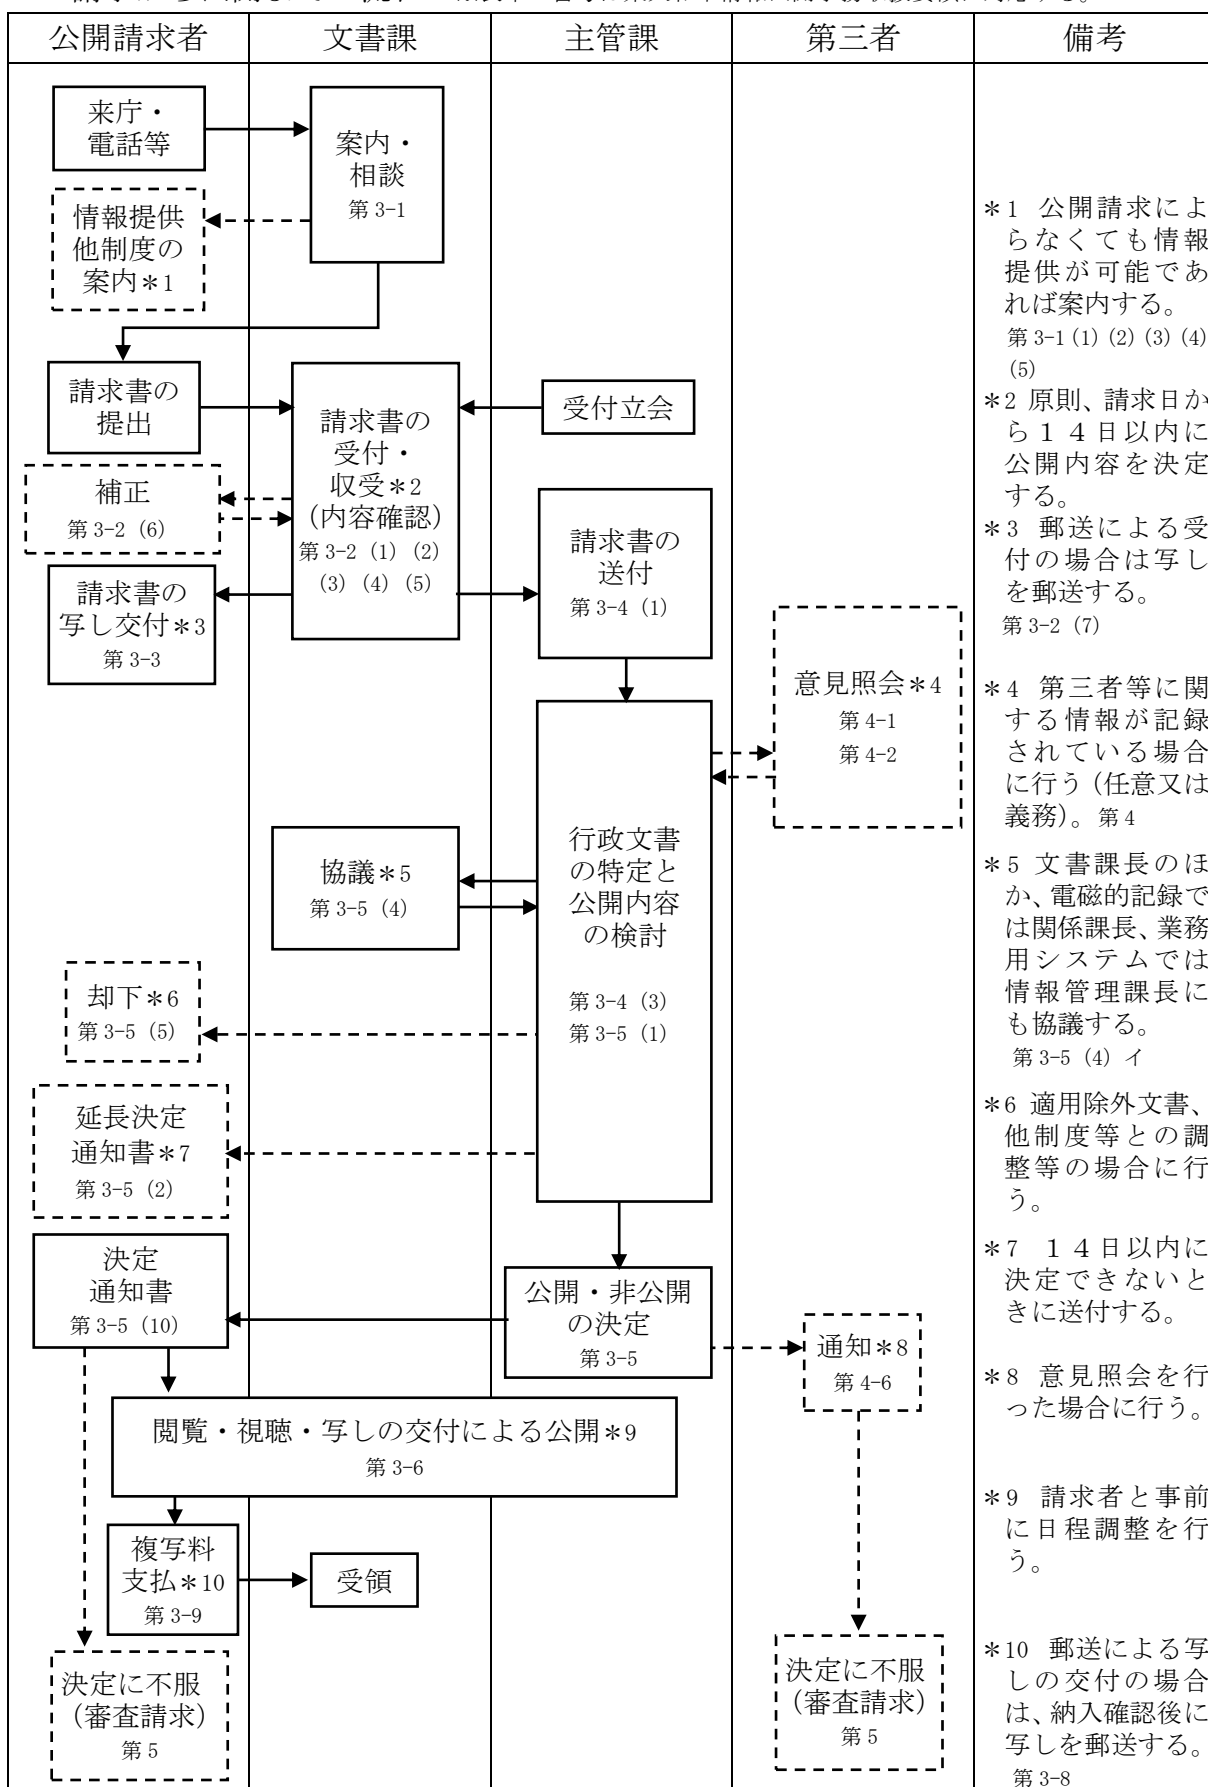 公開請求者
文書課
主管課
第三者
備考
来庁・
電話等
案内・
相談
第 3-1
情報提供
他制度の
案内＊1
請求書の
提出
請求書の
受付・
収受＊2
（内容確認）
第 3-2 (1) (2)
(3) (4) (5)
受付立会
補正
第 3-2 (6)
請求書の
写し交付＊3
第 3-3
請求書の
送付
第 3-4 (1)
意見照会＊4
第 4-1
第 4-2
行政文書
の特定と
公開内容
の検討
第 3-4 (3)
第 3-5 (1)
協議＊5
第 3-5 (4)
却下＊6
第 3-5 (5)
延長決定
通知書＊7
第 3-5 (2)
決定
通知書
第 3-5 (10)
公開・非公開
の決定
第 3-5
通知＊8
第 4-6
閲覧・視聴・写しの交付による公開＊9
第 3-6
複写料
支払＊10
第 3-9
受領
決定に不服
（審査請求）
第 5
決定に不服
（審査請求）
第 5
＊1 公開請求によ
らなくても情報
提供が可能であ
れば案内する。
第 3-1 (1) (2) (3) (4)
(5)
＊2 原則、請求日か
ら１４日以内に
公開内容を決定
する。
＊3 郵送による受
付の場合は写し
を郵送する。
第 3-2 (7)
＊4 第三者等に関
する情報が記録
されている場合
に行う（任意又は
義務）。第 4
＊5 文書課長のほ
か、電磁的記録で
は関係課長、業務
用システムでは
情報管理課長に
も協議する。
第 3-5 (4) イ
＊6 適用除外文書、
他制度等との調
整等の場合に行
う。
＊7 １４日以内に
決定できないと
きに送付する。
＊8 意見照会を行
った場合に行う。
＊9 請求者と事前
に日程調整を行
う。
＊10 郵送による写
しの交付の場合
は、納入確認後に
写しを郵送する。
第 3-8